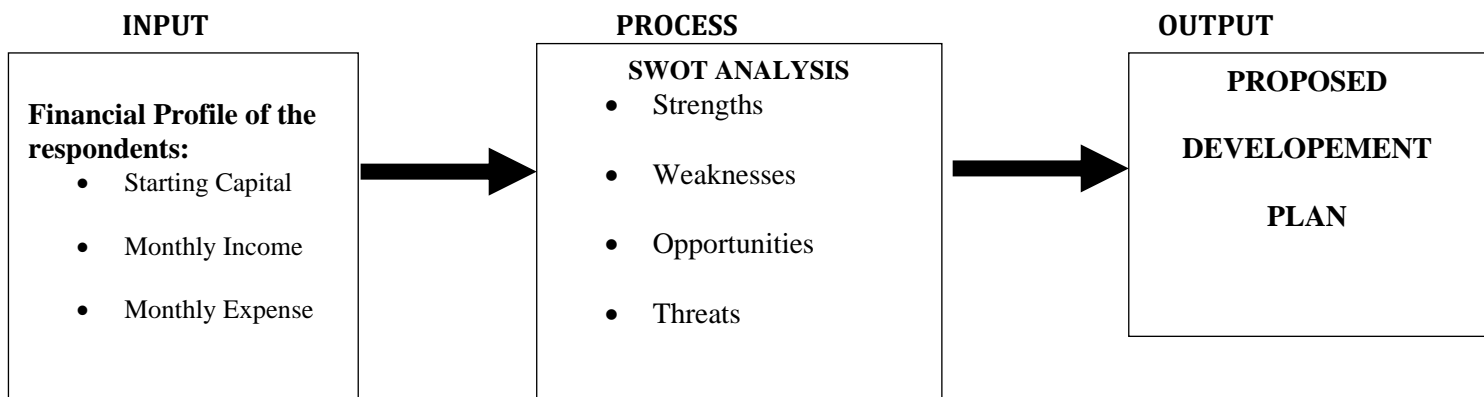 INPUT
Financial Profile of the
respondents:
• Starting Capital
• Monthly Income
• Monthly Expense
PROCESS
SWOT ANALYSIS
• Strengths
• Weaknesses
• Opportunities
• Threats
OUTPUT
PROPOSED
DEVELOPEMENT
PLAN